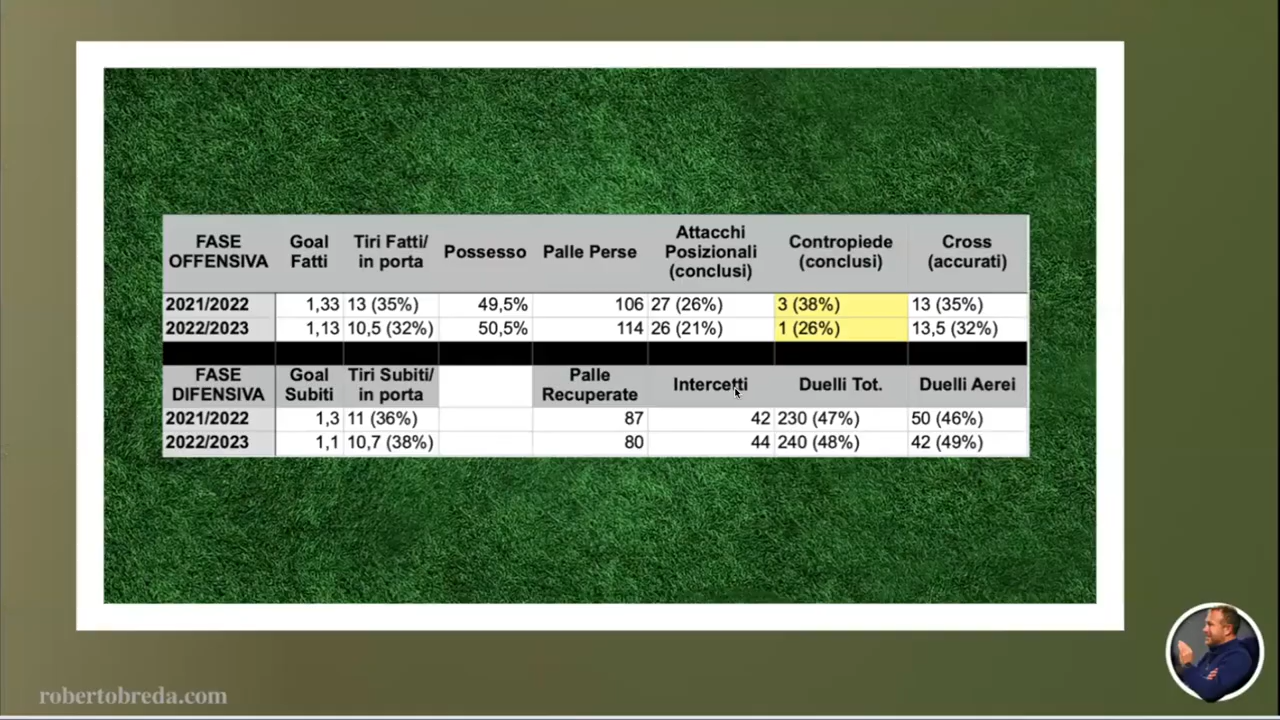 FASE OFFENSIVA Goal Fatti Tiri Fatti/ in porta Possesso Palle Perse Attacchi Posizionali (conclusi) Contropiede (conclusi) Cross (accurati)
2021/2022 1,33 13 (35%) 49,5% 106 27 (26%) 3 (38%) 13 (35%)
2022/2023 1,13 10,5 (32%) 50,5% 114 26 (21%) 1 (26%) 13,5 (32%)
FASE DIFENSIVA Goal Subiti Tiri Subiti/ in porta Palle Recuperate Intercetti Duelli Tot. Duelli Aerei
2021/2022 1,3 11 (36%) 87 42 230 (47%) 50 (46%)
2022/2023 1,1 10,7 (38%) 80 44 240 (48%) 42 (49%)
robertobreda.com